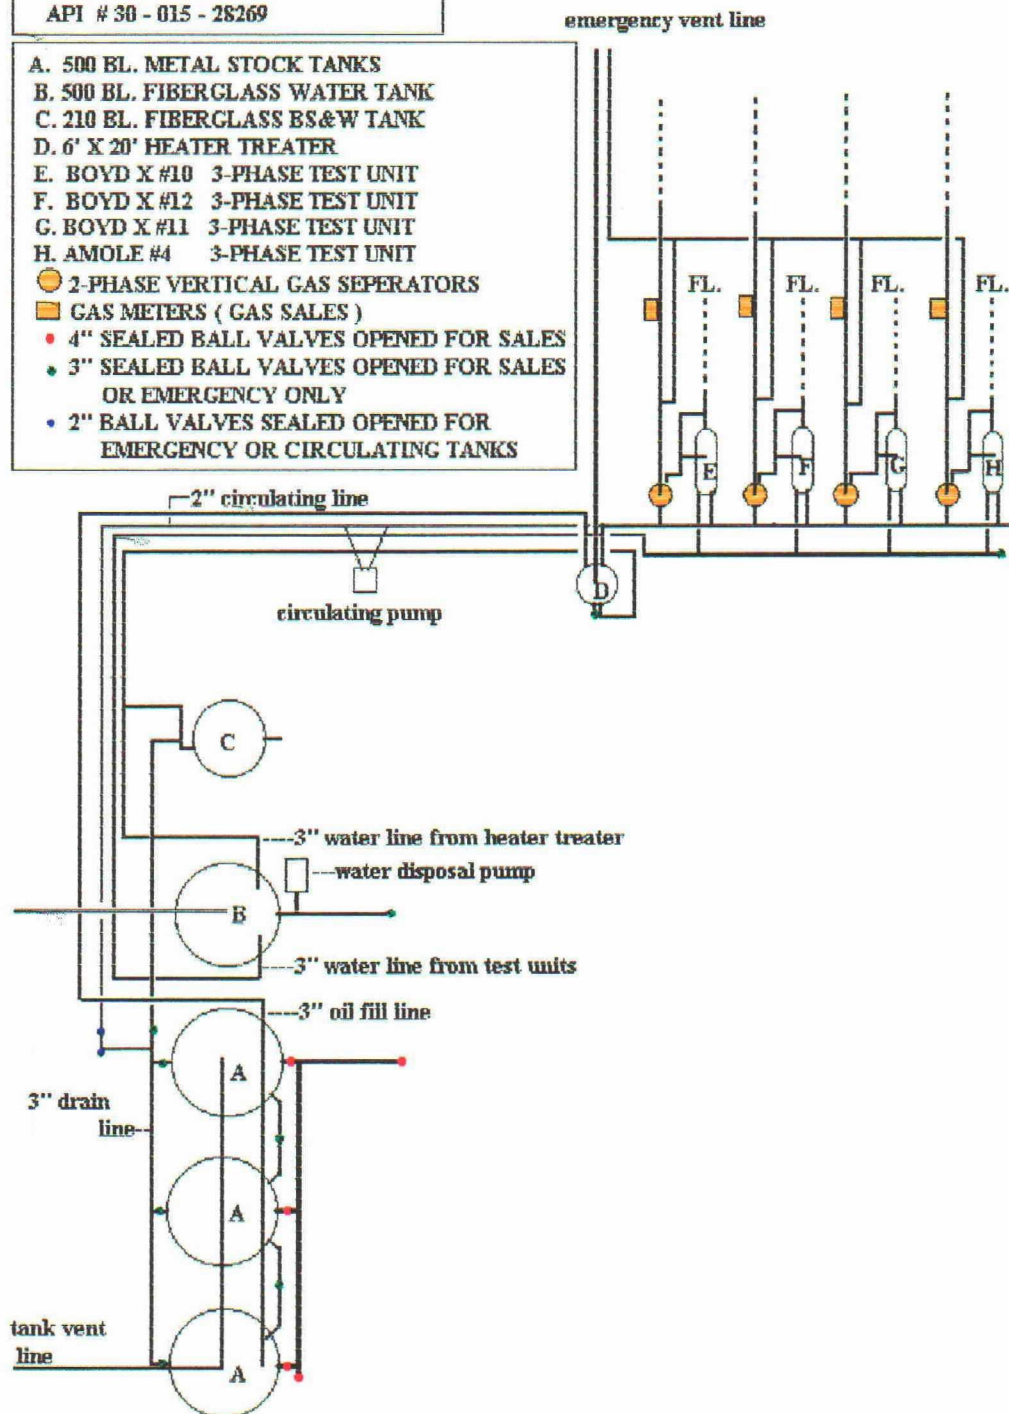 API # 30 - 015 - 28269
emergency vent line
A. 500 BL. METAL STOCK TANKS
B. 500 BL. FIBERGLASS WATER TANK
C. 210 BL. FIBERGLASS BS&W TANK
D. 6' X 20' HEATER TREATER
E. BOYD X #10 3-PHASE TEST UNIT
F. BOYD X #12 3-PHASE TEST UNIT
G. BOYD X #11 3-PHASE TEST UNIT
H. AMOLE #4 3-PHASE TEST UNIT
2-PHASE VERTICAL GAS SEPERATORS
GAS METERS ( GAS SALES )
4" SEALED BALL VALVES OPENED FOR SALES
3" SEALED BALL VALVES OPENED FOR SALES
OR EMERGENCY ONLY
2" BALL VALVES SEALED OPENED FOR
EMERGENCY OR CIRCULATING TANKS
FL. FL. FL. FL.
E F G H
2" circulating line
D
circulating pump
C
3" water line from heater treater
water disposal pump
B
3" water line from test units
3" oil fill line
A
3" drain
line
A
tank vent
line
A